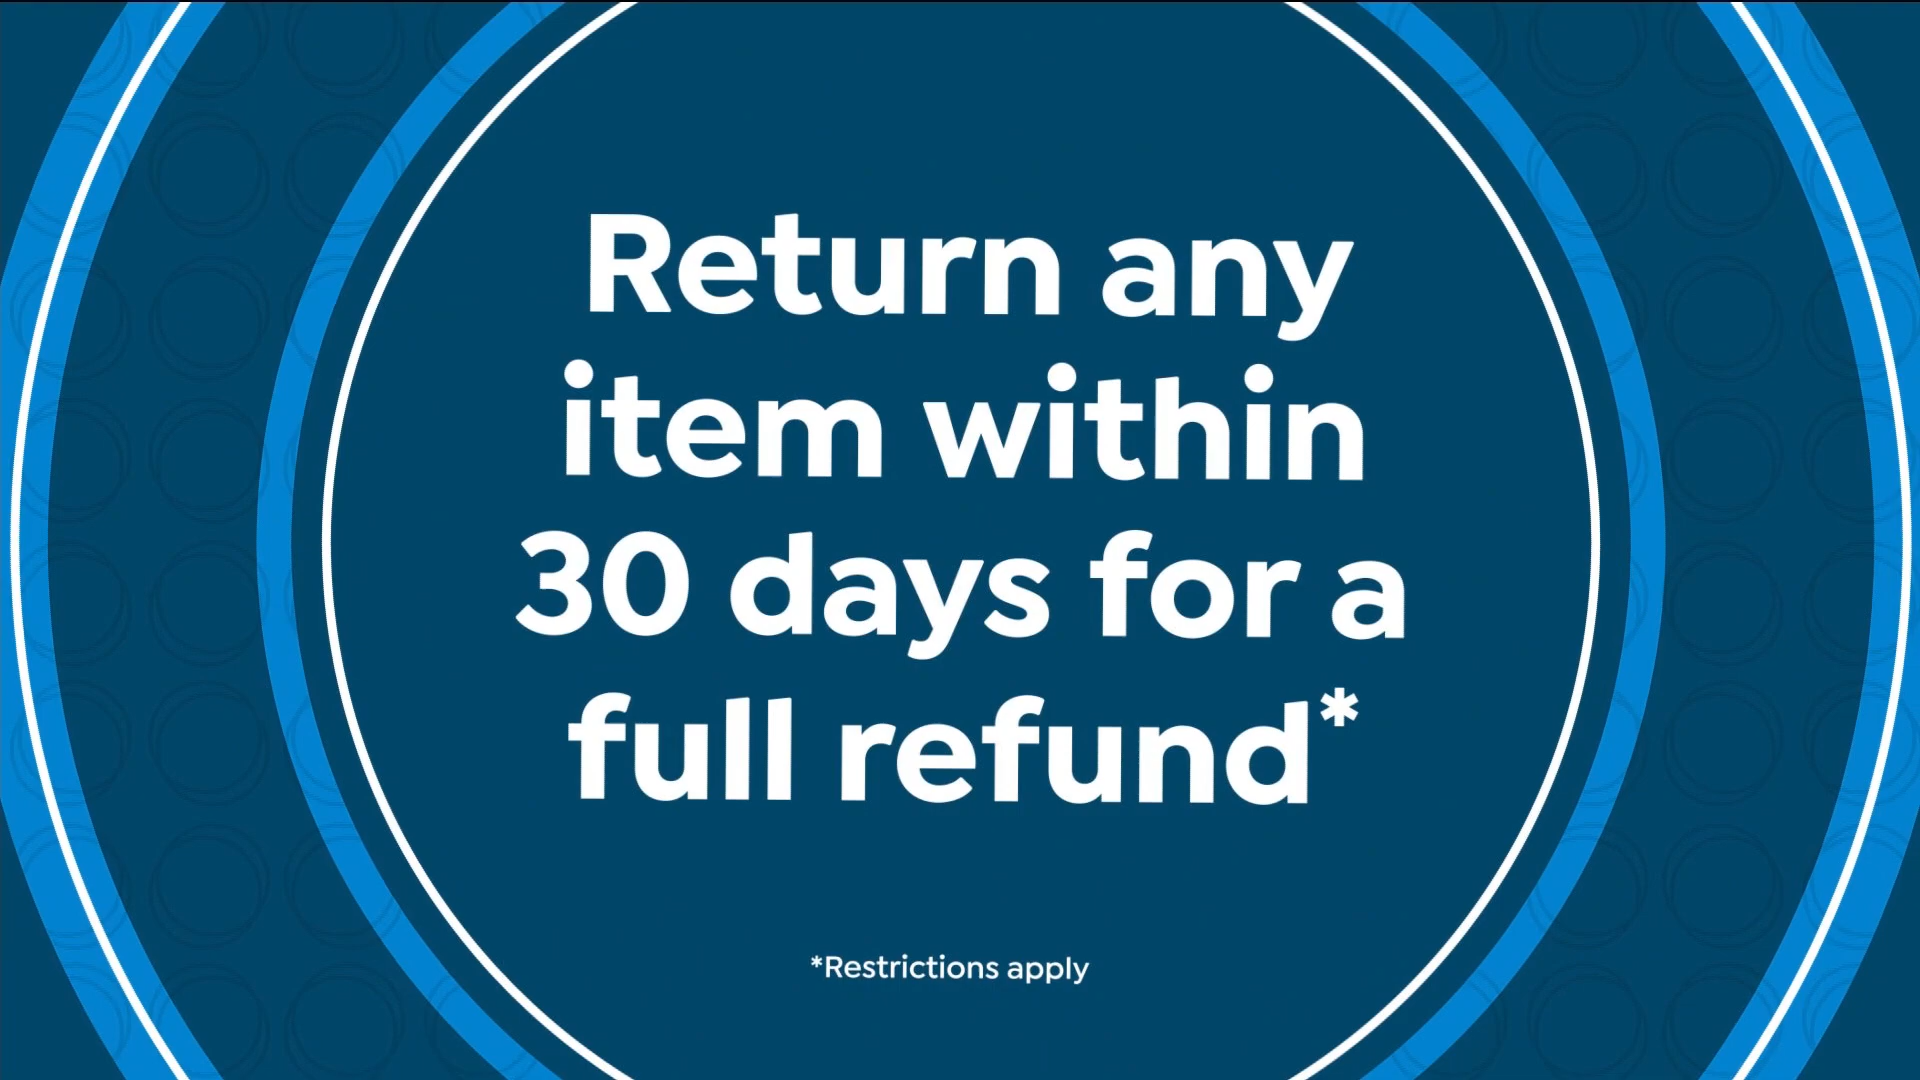 Return any
item within
30 days for a
full refund*
*Restrictions apply